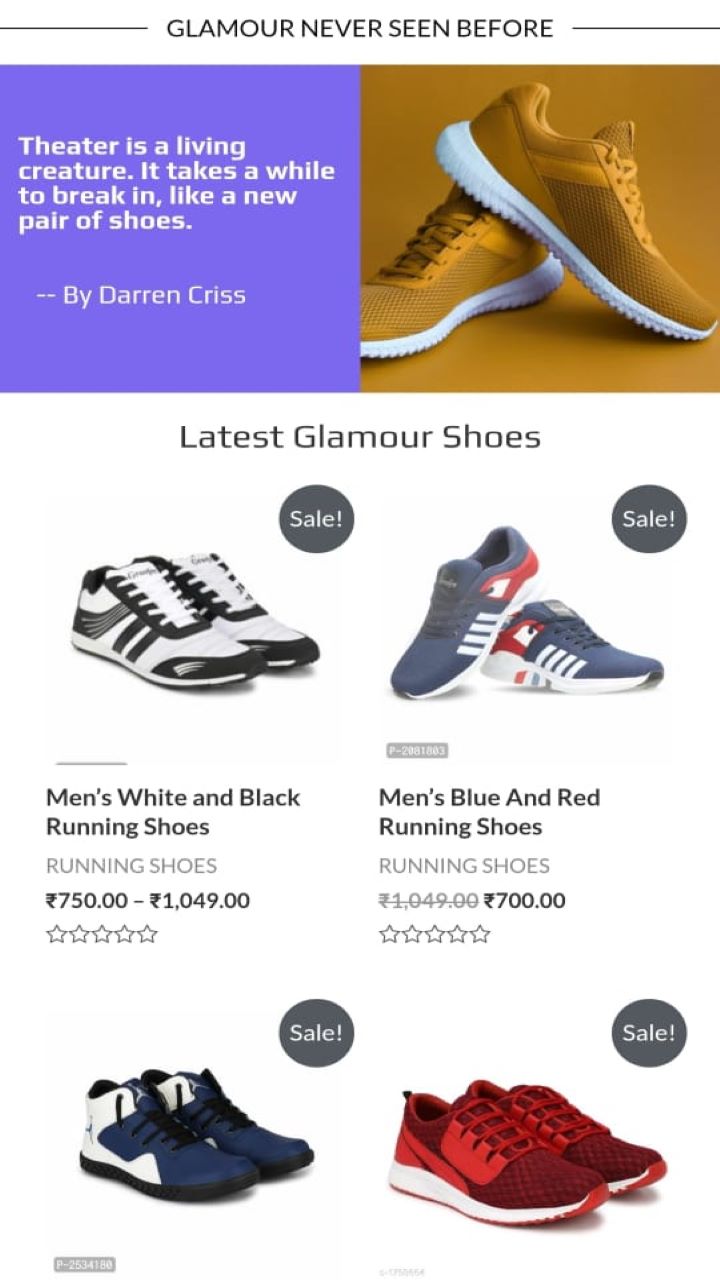 GLAMOUR NEVER SEEN BEFORE
Theater is a living
creature. It takes a while
to break in, like a new
pair of shoes.
-- By Darren Criss
Latest Glamour Shoes
Sale!
Sale!
P-2081803
Men’s White and Black
Running Shoes
RUNNING SHOES
₹750.00 – ₹1,049.00
Men’s Blue And Red
Running Shoes
RUNNING SHOES
₹1,049.00 ₹700.00
Sale!
Sale!
P-2534180